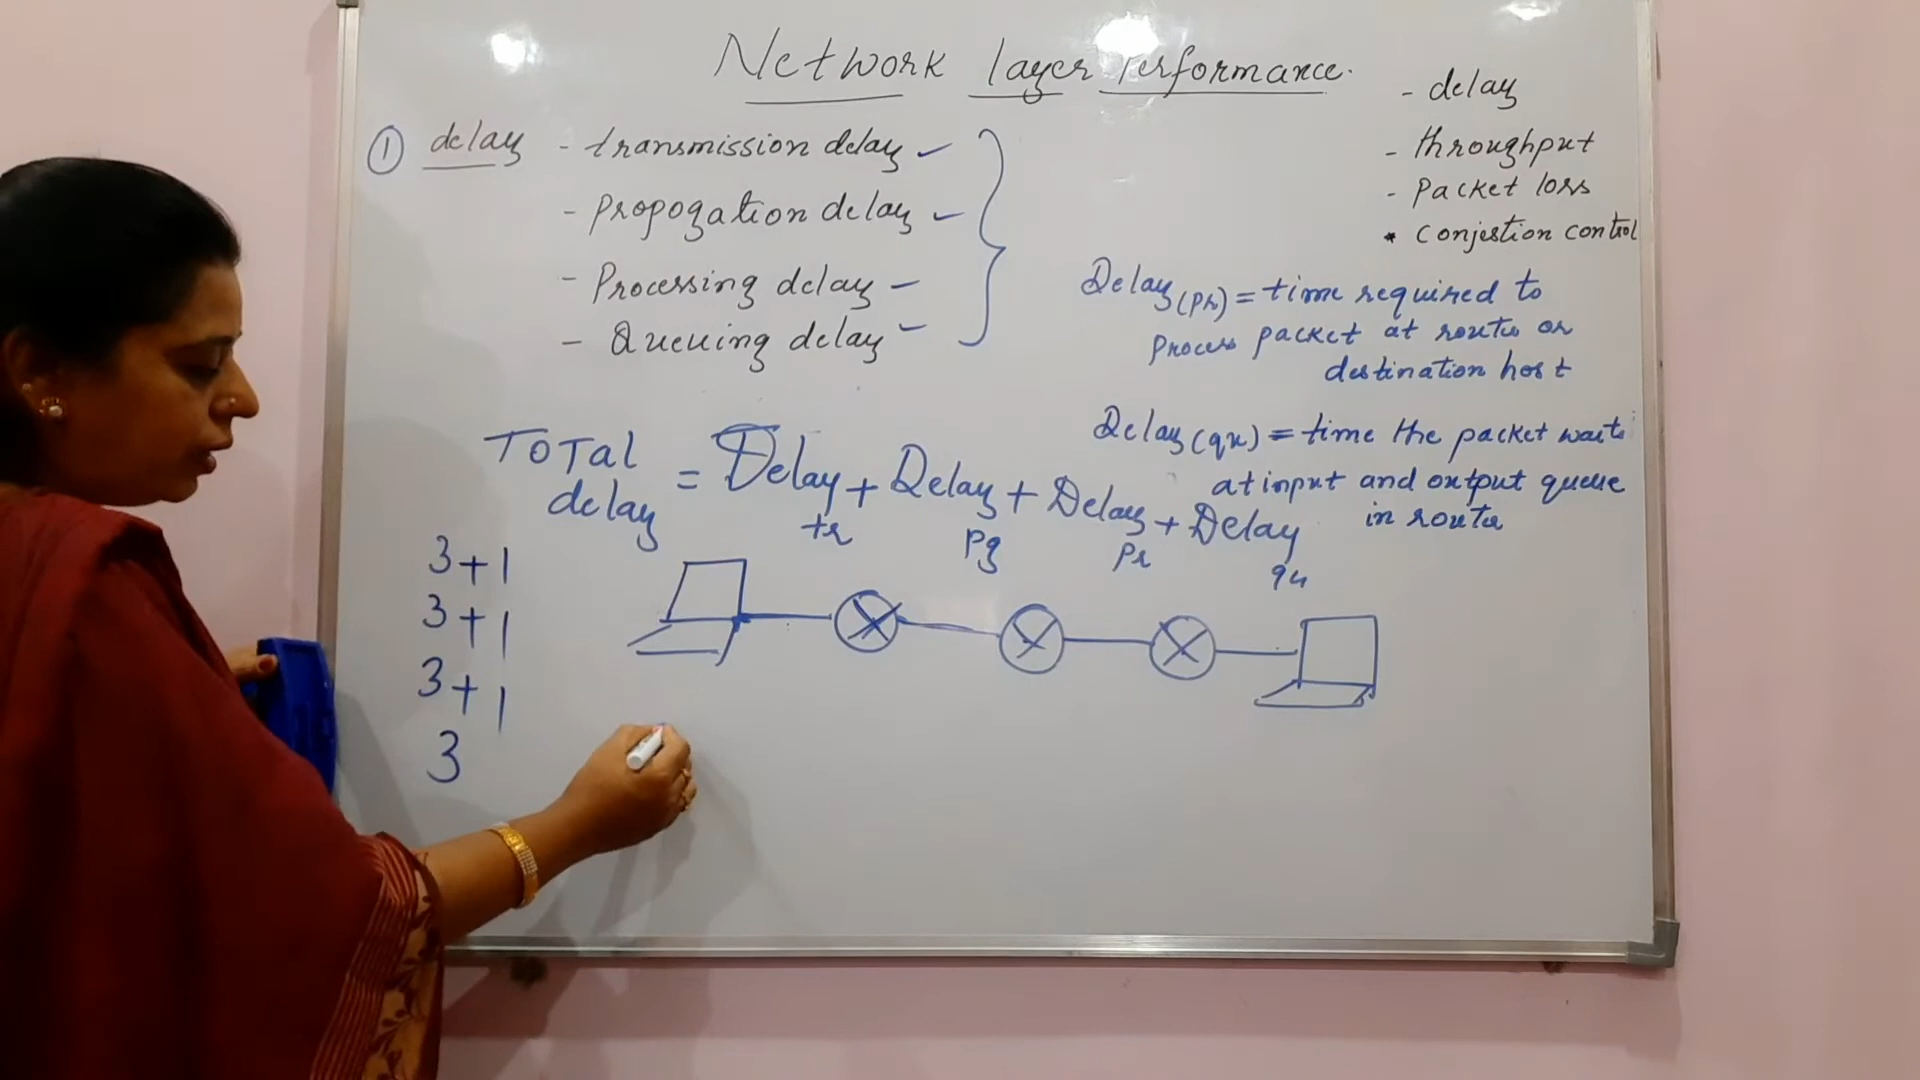 Network layer Performance.
- delay
- throughput
- Packet loss
* conjestion control
① delay - transmission delay
- Propogation delay
- Processing delay
- Queuing delay
Delay(pr) = time required to
Process packet at router or
destination host
Delay(qu) = time the packet waits
at input and output queue
in router
TOTal delay = Delay tr + Delay pg + Delay pr + Delay qu
3+1
3+1
3+1
3